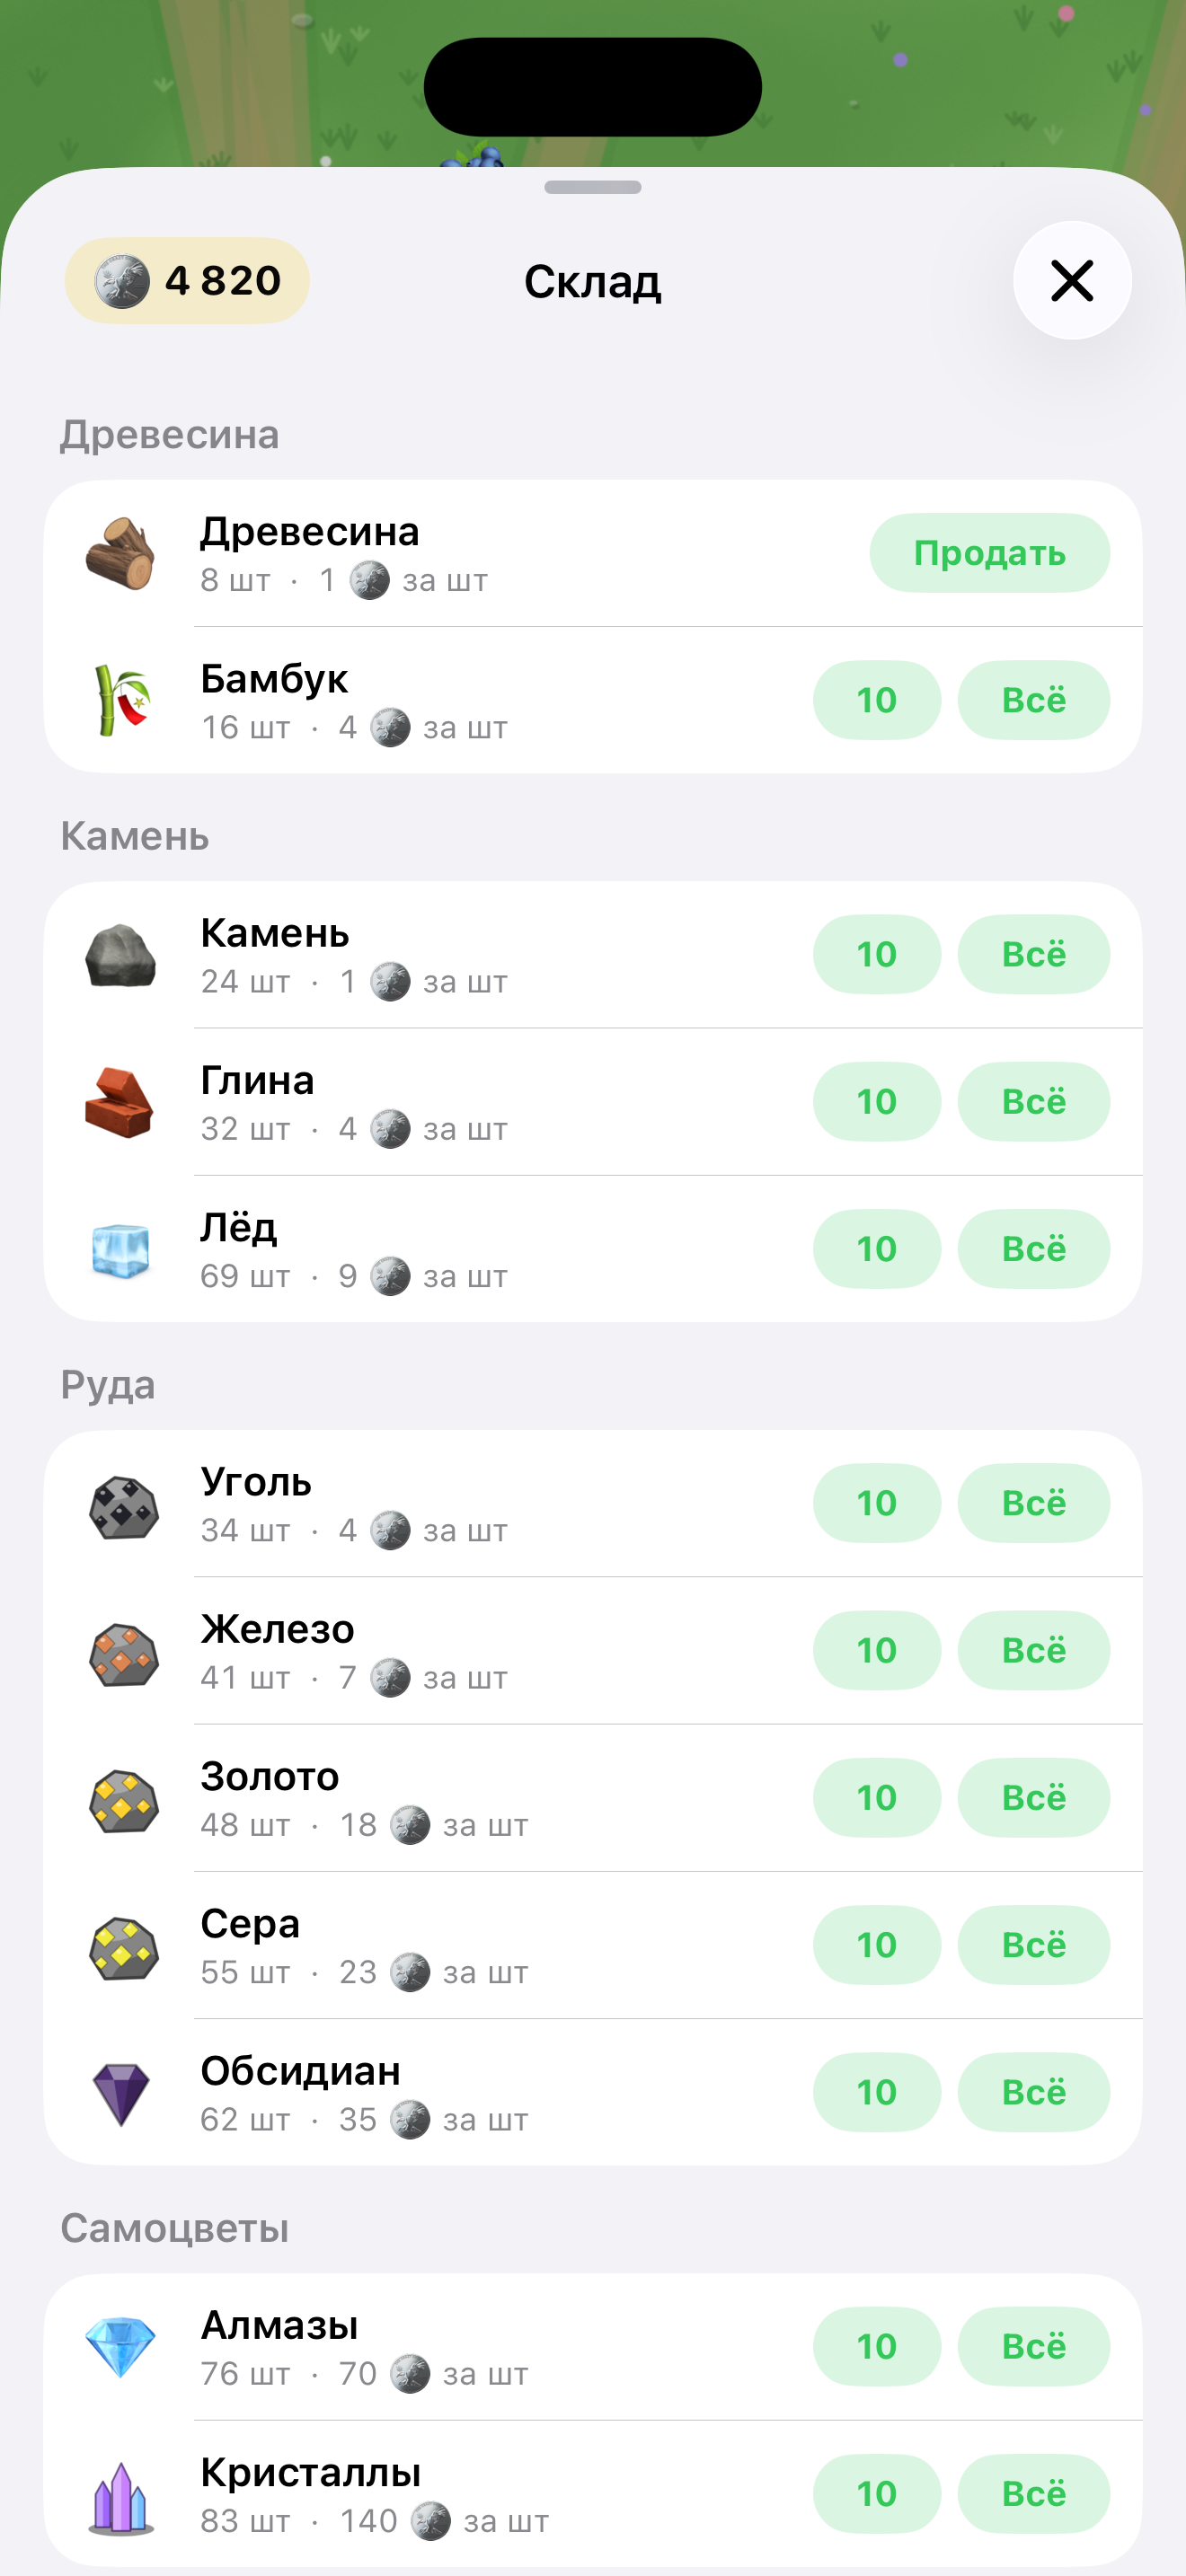 4 820
Склад
Древесина
Древесина
8 шт · 1 за шт
Продать
Бамбук
16 шт · 4 за шт
10 Всё
Камень
Камень
24 шт · 1 за шт
10 Всё
Глина
32 шт · 4 за шт
10 Всё
Лёд
69 шт · 9 за шт
10 Всё
Руда
Уголь
34 шт · 4 за шт
10 Всё
Железо
41 шт · 7 за шт
10 Всё
Золото
48 шт · 18 за шт
10 Всё
Сера
55 шт · 23 за шт
10 Всё
Обсидиан
62 шт · 35 за шт
10 Всё
Самоцветы
Алмазы
76 шт · 70 за шт
10 Всё
Кристаллы
83 шт · 140 за шт
10 Всё